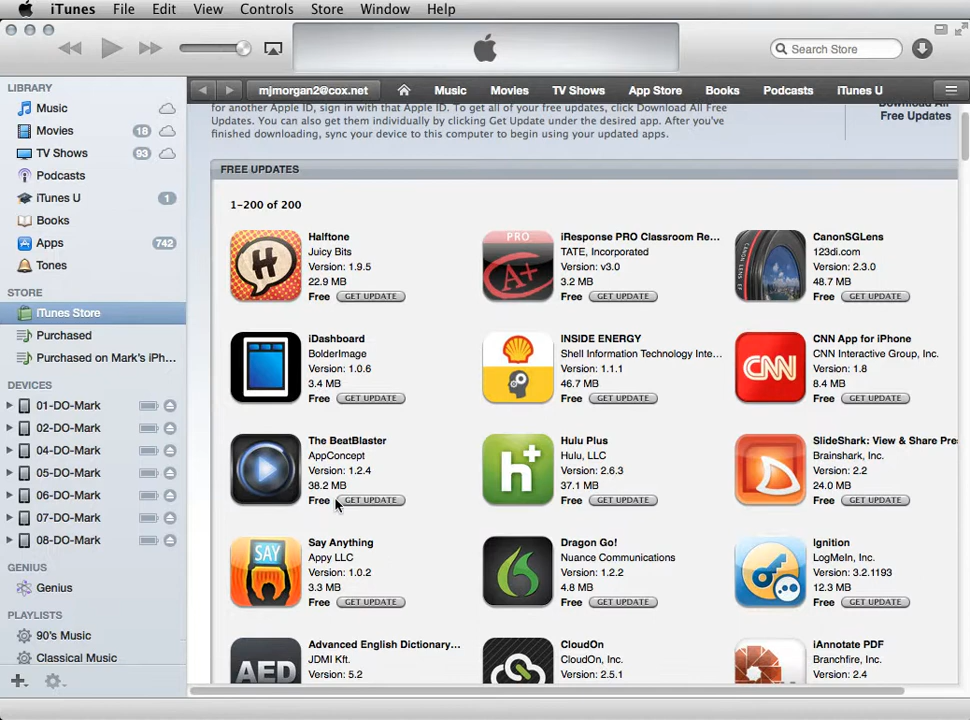 iTunes File Edit View Controls Store Window Help
Search Store
mjmorgan2@cox.net Music Movies TV Shows App Store Books Podcasts iTunes U
LIBRARY
Music
Movies 18
TV Shows 93
Podcasts
iTunes U 1
Books
Apps 742
Tones
STORE
iTunes Store
Purchased
Purchased on Mark's iPh...
DEVICES
01-DO-Mark
02-DO-Mark
04-DO-Mark
05-DO-Mark
06-DO-Mark
07-DO-Mark
08-DO-Mark
GENIUS
Genius
PLAYLISTS
90's Music
Classical Music
for another Apple ID, sign in with that Apple ID. To get all of your free updates, click Download All Free
Updates. You can also get them individually by clicking Get Update under the desired app. After you've
finished downloading, sync your device to this computer to begin using your updated apps.
Download All
Free Updates
FREE UPDATES
1-200 of 200
Halftone
Juicy Bits
Version: 1.9.5
22.9 MB
Free GET UPDATE
PRO
A+
iResponse PRO Classroom Re...
TATE, Incorporated
Version: v3.0
3.2 MB
Free GET UPDATE
CanonSGLens
123di.com
Version: 2.3.0
48.7 MB
Free GET UPDATE
iDashboard
BolderImage
Version: 1.0.6
3.4 MB
Free GET UPDATE
INSIDE ENERGY
Shell Information Technology Inte...
Version: 1.1.1
46.7 MB
Free GET UPDATE
CNN
CNN App for iPhone
CNN Interactive Group, Inc.
Version: 1.8
8.4 MB
Free GET UPDATE
The BeatBlaster
AppConcept
Version: 1.2.4
38.2 MB
Free GET UPDATE
h+
Hulu Plus
Hulu, LLC
Version: 2.6.3
37.1 MB
Free GET UPDATE
SlideShark: View & Share Pre
Brainshark, Inc.
Version: 2.2
24.0 MB
Free GET UPDATE
SAY
Say Anything
Appy LLC
Version: 1.0.2
3.3 MB
Free GET UPDATE
Dragon Go!
Nuance Communications
Version: 1.2.2
4.8 MB
Free GET UPDATE
Ignition
LogMeIn, Inc.
Version: 3.2.1193
12.3 MB
Free GET UPDATE
AED
Advanced English Dictionary...
JDMI Kft.
Version: 5.2
CloudOn
CloudOn, Inc.
Version: 2.5.1
iAnnotate PDF
Branchfire, Inc.
Version: 2.4